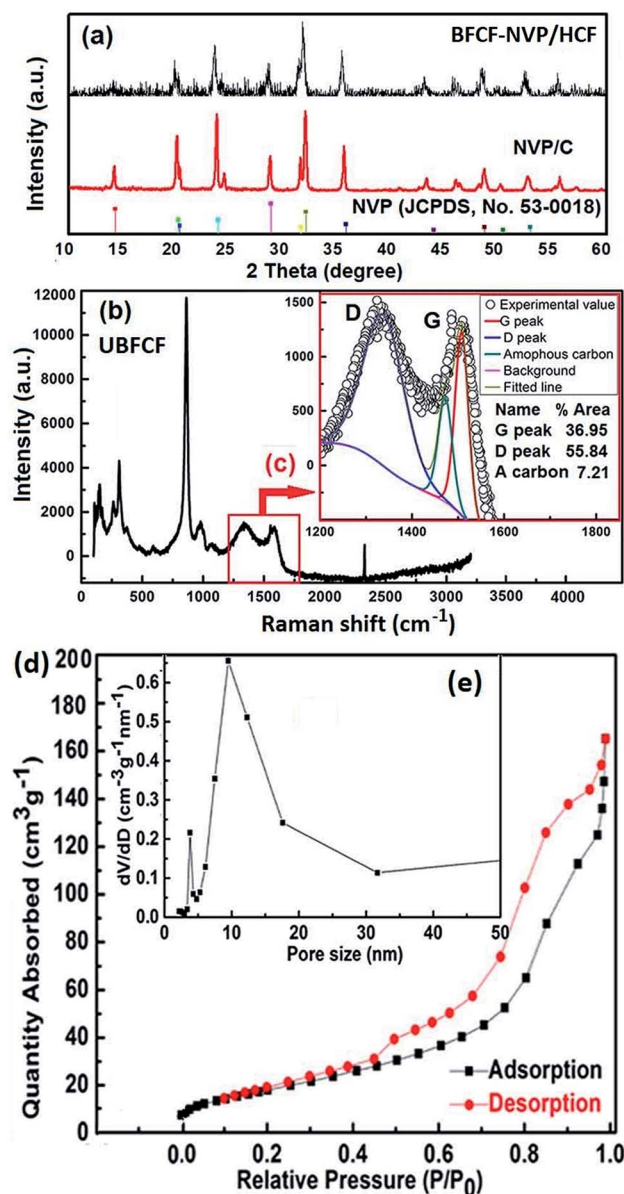 (a)
BFCF-NVP/HCF
NVP/C
NVP (JCPDS, No. 53-0018)
Intensity (a.u.)
10 15 20 25 30 35 40 45 50 55 60
2 Theta (degree)
(b)
UBFCF
Intensity (a.u.)
12000
10000
8000
6000
4000
2000
0
0 500 1000 1500 2000 2500 3000 3500 4000
Raman shift (cm-1)
(c)
1500
1250
1000
500
250
0
1200 1400 1600 1800
D
G
Experimental value
G peak
D peak
Amophous carbon
Background
Fitted line
Name % Area
G peak 36.95
D peak 55.84
A carbon 7.21
(d)
Quantity Absorbed (cm3g-1)
200
180
160
140
120
100
80
60
40
20
0
0.0 0.2 0.4 0.6 0.8 1.0
Relative Pressure (P/P0)
Adsorption
Desorption
(e)
dV/dD (cm-3g-1nm-1)
0.6
0.5
0.4
0.3
0.2
0.1
0.0
0 10 20 30 40 50
Pore size (nm)